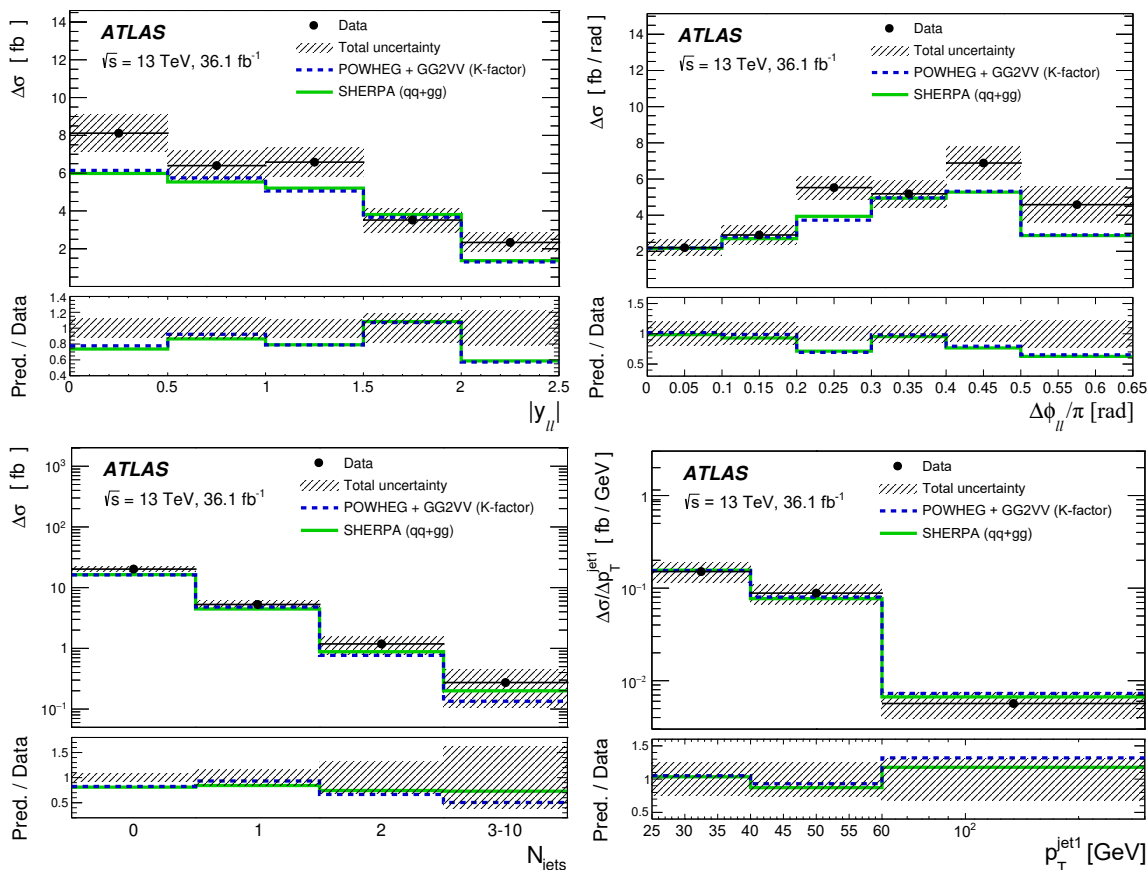 Δσ [ fb]
14
12
10
8
6
4
2
ATLAS
√s = 13 TeV, 36.1 fb⁻¹
Data
Total uncertainty
POWHEG + GG2VV (K-factor)
SHERPA (qq+gg)
Pred. / Data
1.4
1.2
1
0.8
0.6
0.4
0 0.5 1 1.5 2 2.5
|y_ll|
Δσ [ fb / rad]
14
12
10
8
6
4
2
0
ATLAS
√s = 13 TeV, 36.1 fb⁻¹
Data
Total uncertainty
POWHEG + GG2VV (K-factor)
SHERPA (qq+gg)
Pred. / Data
1.5
1
0.5
0 0.05 0.1 0.15 0.2 0.25 0.3 0.35 0.4 0.45 0.5 0.55 0.6 0.65
Δϕ_ll/π [rad]
Δσ [ fb]
10³
10²
10
1
10⁻¹
ATLAS
√s = 13 TeV, 36.1 fb⁻¹
Data
Total uncertainty
POWHEG + GG2VV (K-factor)
SHERPA (qq+gg)
Pred. / Data
1.5
1
0.5
0 1 2 3-10
N_jets
Δσ/Δp_T^jet1 [ fb / GeV]
1
10⁻¹
10⁻²
ATLAS
√s = 13 TeV, 36.1 fb⁻¹
Data
Total uncertainty
POWHEG + GG2VV (K-factor)
SHERPA (qq+gg)
Pred. / Data
1.5
1
0.5
25 30 35 40 45 50 55 60 10²
p_T^jet1 [GeV]